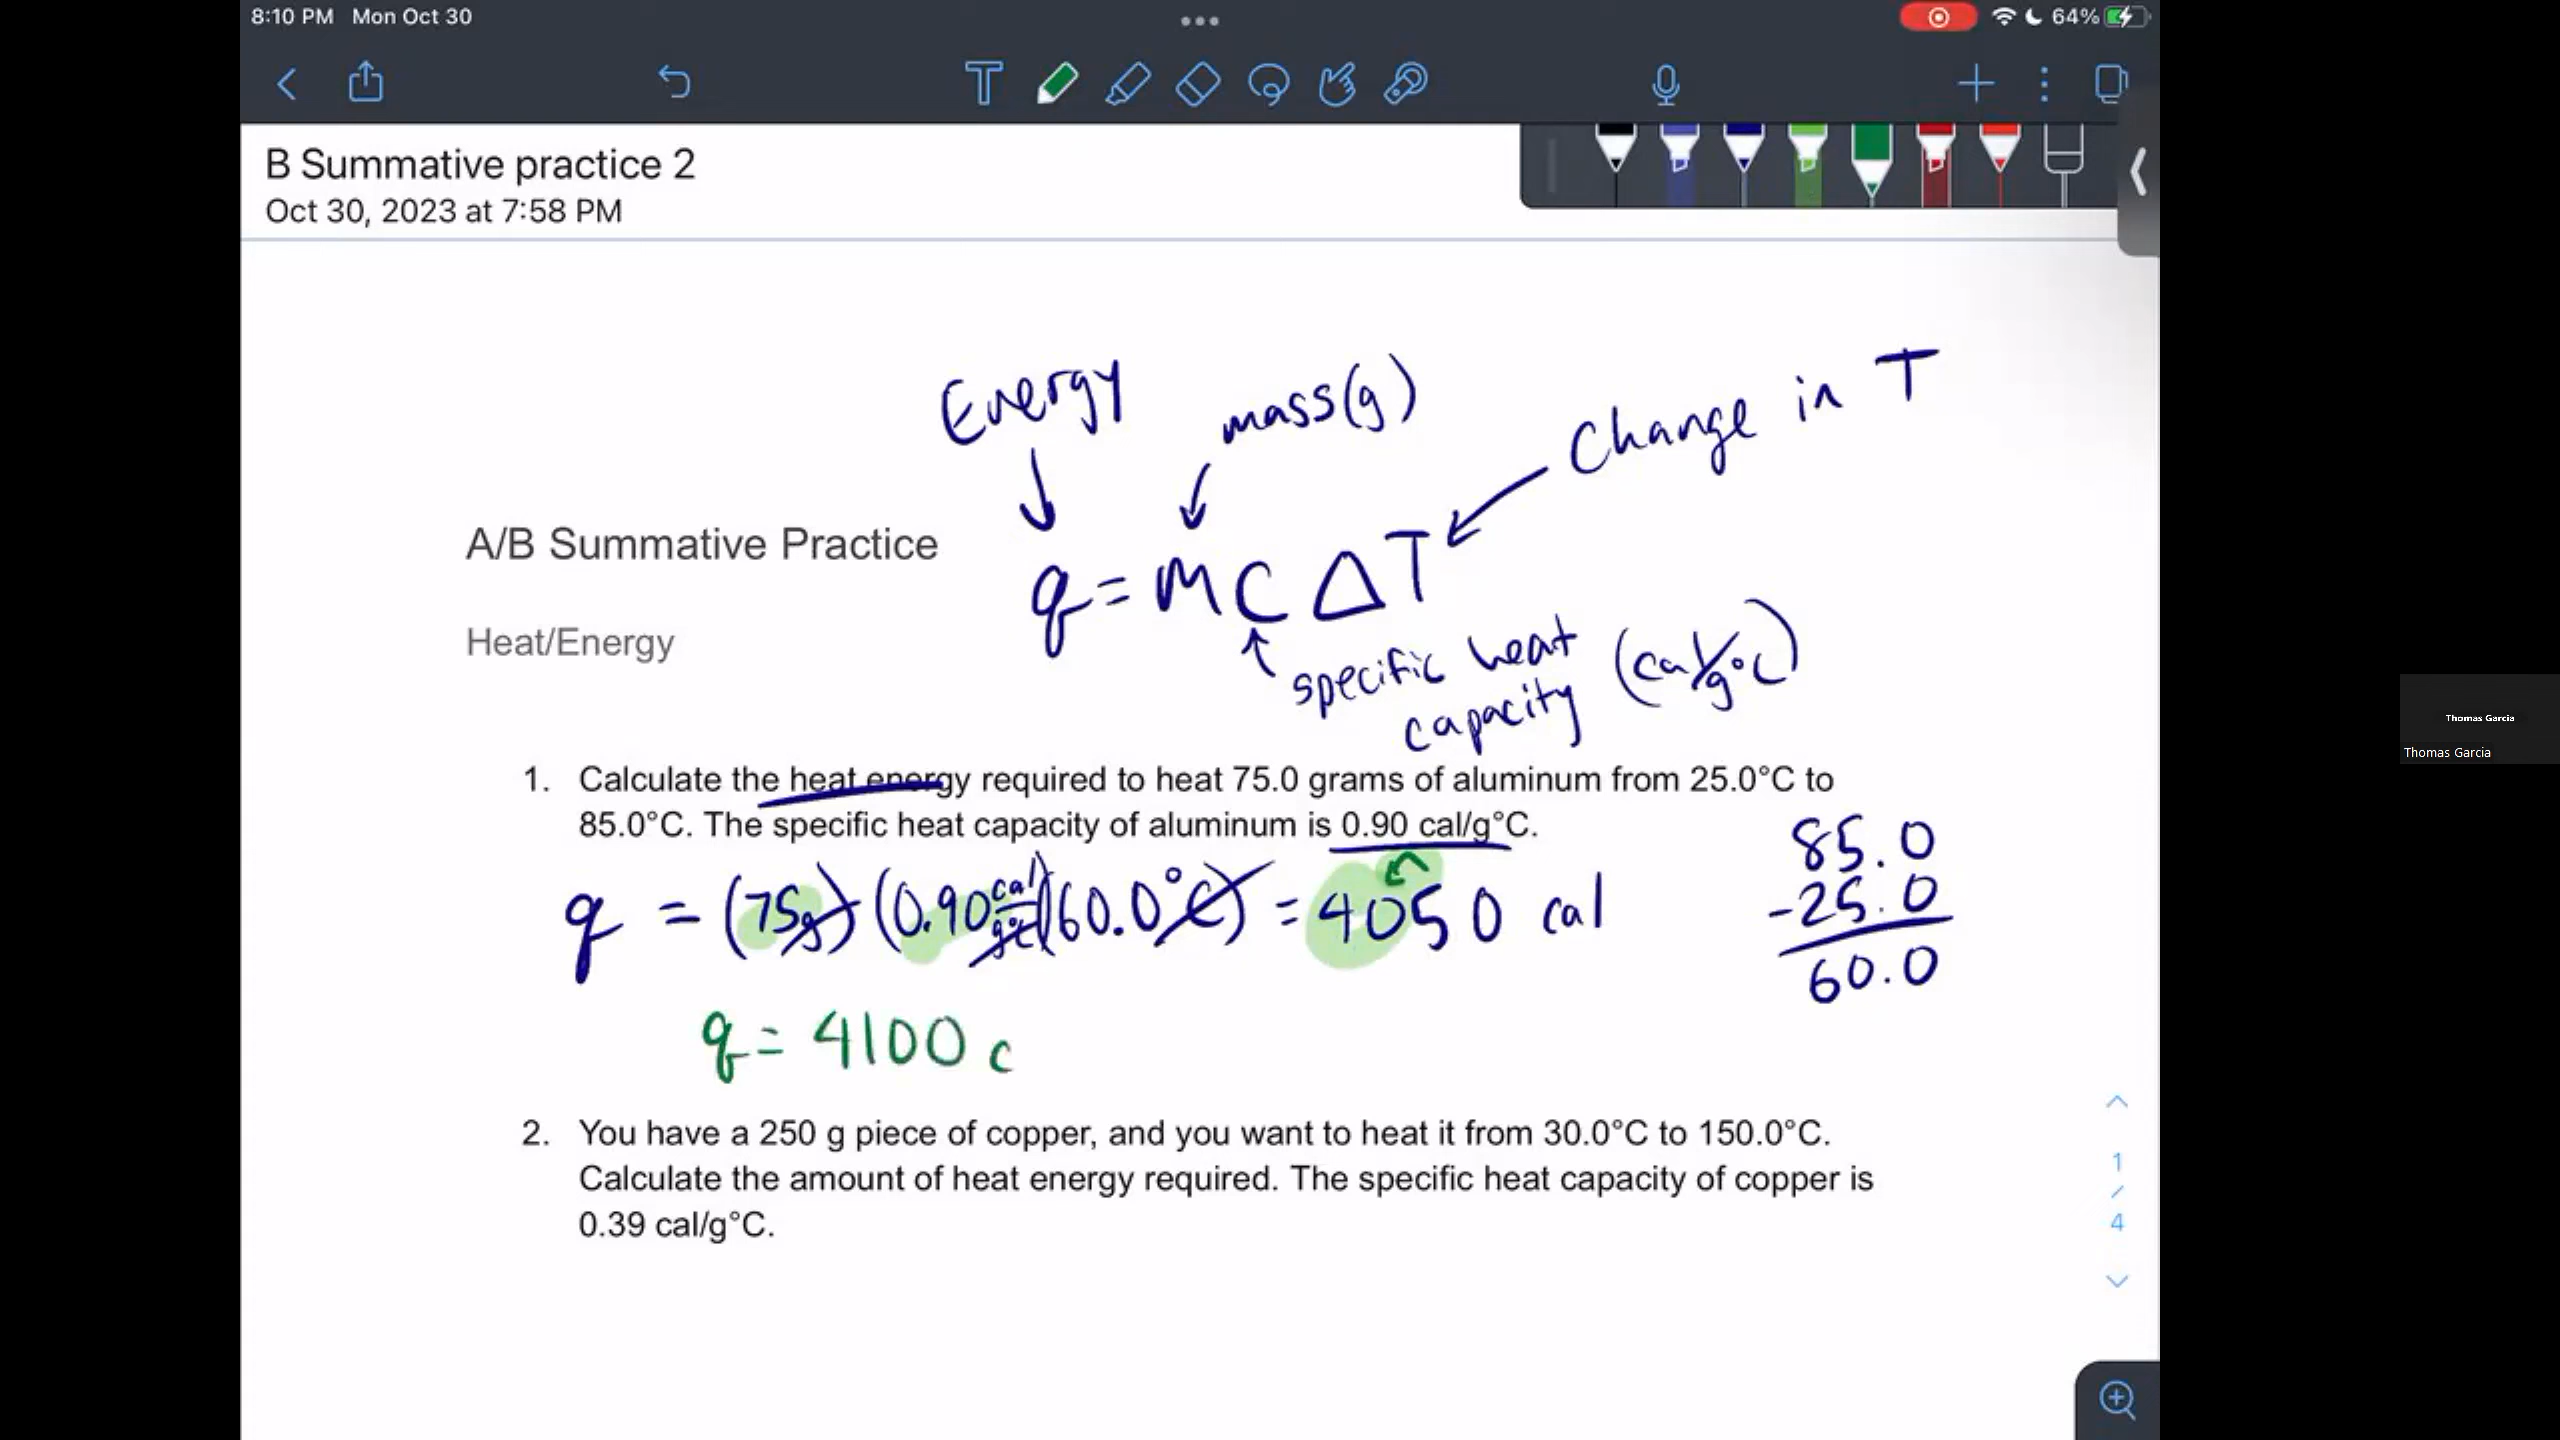 8:10 PM Mon Oct 30
64%
B Summative practice 2
Oct 30, 2023 at 7:58 PM
Energy
mass(g)
Change in T
q = MCΔT
specific heat capacity (cal/g°C)
A/B Summative Practice
Heat/Energy
1. Calculate the heat energy required to heat 75.0 grams of aluminum from 25.0°C to
85.0°C. The specific heat capacity of aluminum is 0.90 cal/g°C.
q = (75g)(0.90 cal/g°C)(60.0°C) = 4050 cal
85.0
-25.0
60.0
q = 4100 c
2. You have a 250 g piece of copper, and you want to heat it from 30.0°C to 150.0°C.
Calculate the amount of heat energy required. The specific heat capacity of copper is
0.39 cal/g°C.
1
/
4
Thomas Garcia
Thomas Garcia